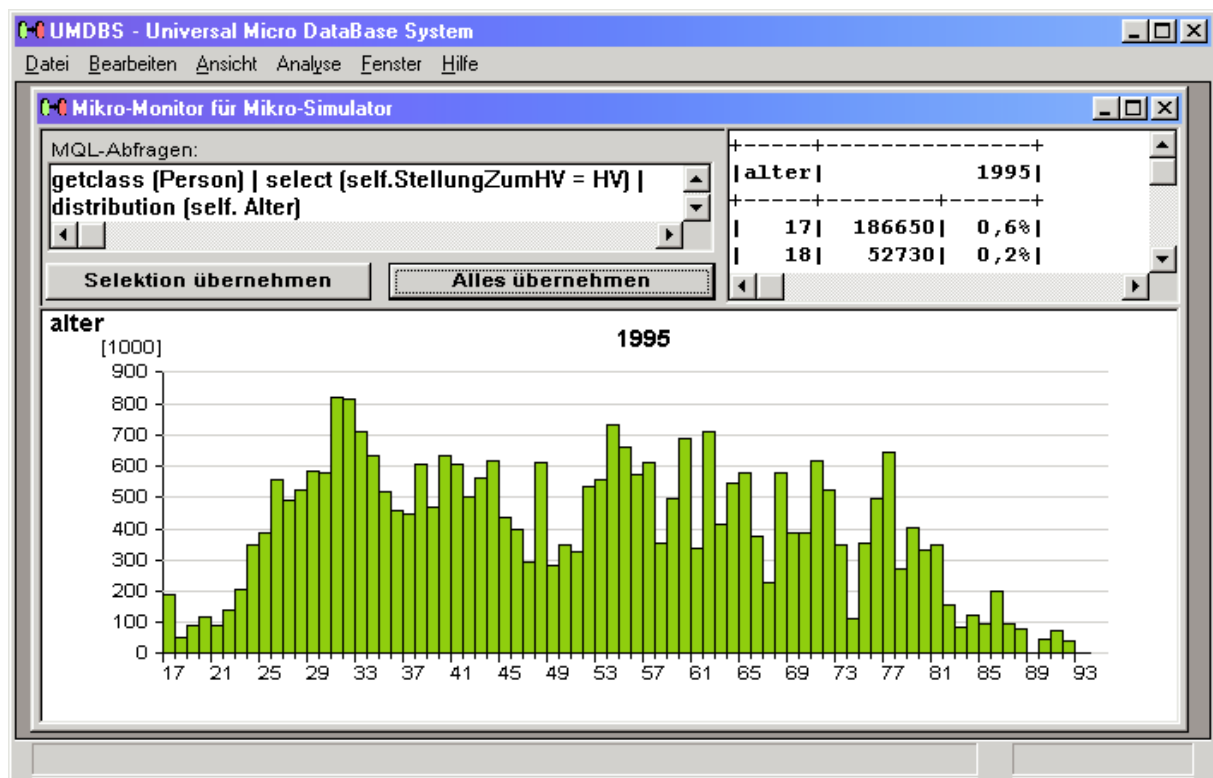 UMDBS - Universal Micro DataBase System
Datei Bearbeiten Ansicht Analyse Fenster Hilfe
Mikro-Monitor für Mikro-Simulator
MQL-Abfragen:
getclass (Person) | select (self.StellungZumHV = HV) |
distribution (self. Alter)
Selektion übernehmen Alles übernehmen
+-----+---------------+
|alter| 1995|
+-----+--------+------+
| 17| 186650| 0,6%|
| 18| 52730| 0,2%|
alter
[1000]
1995
900
800
700
600
500
400
300
200
100
0
17 21 25 29 33 37 41 45 49 53 57 61 65 69 73 77 81 85 89 93